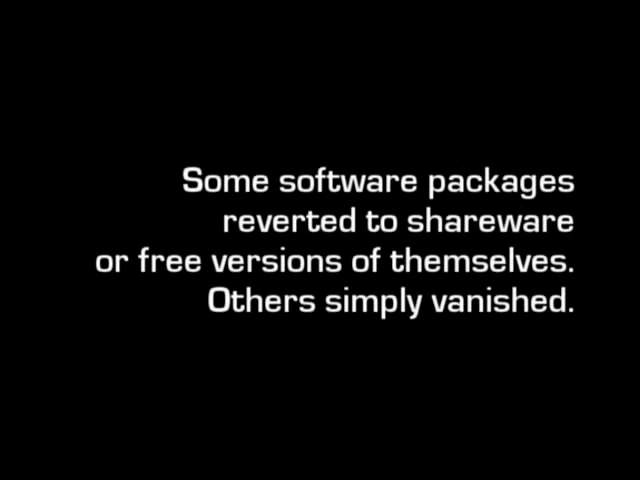 Some software packages
reverted to shareware
or free versions of themselves.
Others simply vanished.